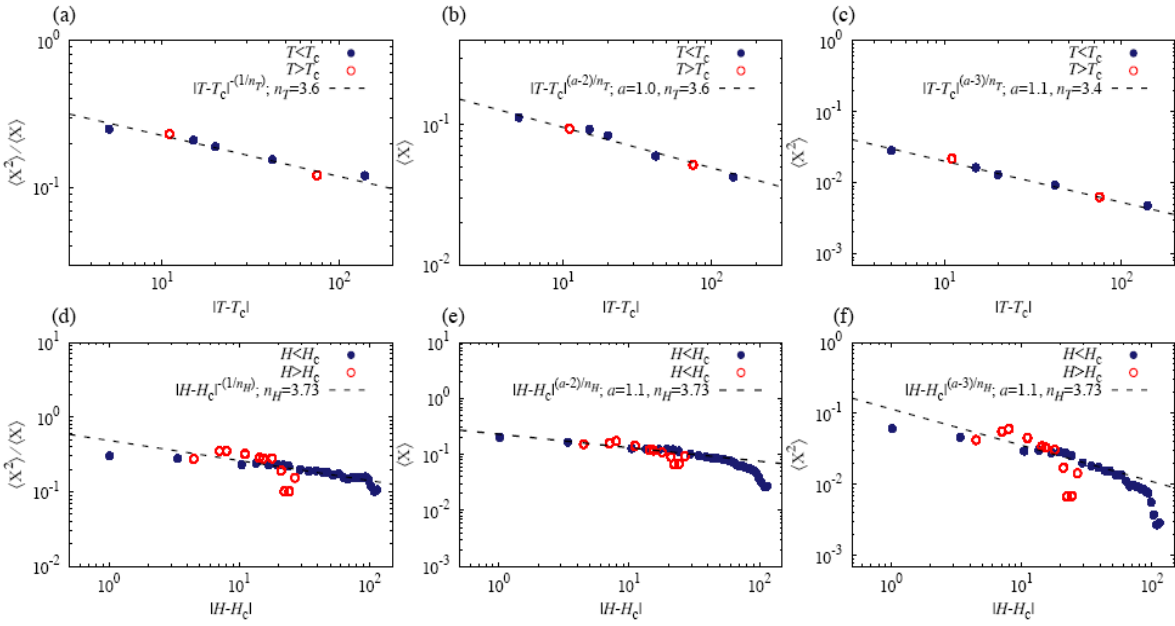 (a)
(b)
(c)
10^0
T<T_c
T>T_c
|T-T_c|^-(1/n_T); n_T=3.6
10^-1
⟨X^2⟩/⟨X⟩
10^1
10^2
|T-T_c|
T<T_c
T>T_c
|T-T_c|^(a-2)/n_T; a=1.0, n_T=3.6
10^-1
10^-2
⟨X⟩
10^1
10^2
|T-T_c|
10^0
T<T_c
T>T_c
|T-T_c|^(a-3)/n_T; a=1.1, n_T=3.4
10^-1
10^-2
10^-3
⟨X^2⟩
10^1
10^2
|T-T_c|
(d)
(e)
(f)
10^1
H<H_c
H>H_c
|H-H_c|^-(1/n_H); n_H=3.73
10^0
10^-1
10^-2
⟨X^2⟩/⟨X⟩
10^0
10^1
10^2
|H-H_c|
10^1
H<H_c
H<H_c
|H-H_c|^(a-2)/n_H; a=1.1, n_H=3.73
10^0
10^-1
10^-2
10^-3
⟨X⟩
10^0
10^1
10^2
|H-H_c|
10^0
H<H_c
H>H_c
|H-H_c|^(a-3)/n_H; a=1.1, n_H=3.73
10^-1
10^-2
10^-3
⟨X^2⟩
10^0
10^1
10^2
|H-H_c|